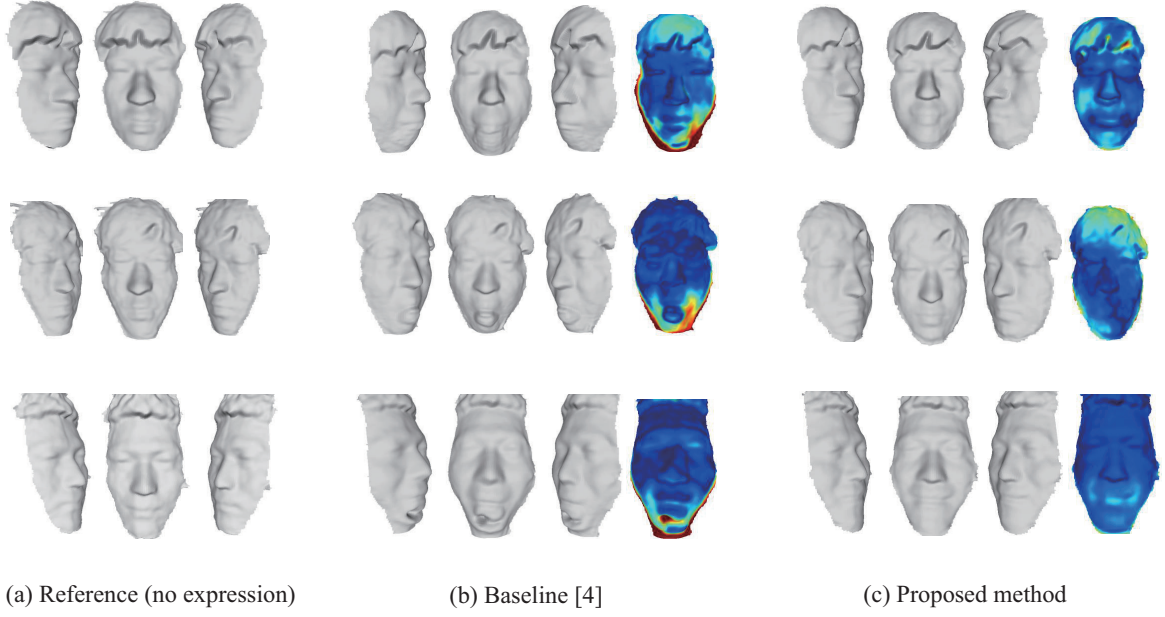 (a) Reference (no expression)
(b) Baseline [4]
(c) Proposed method